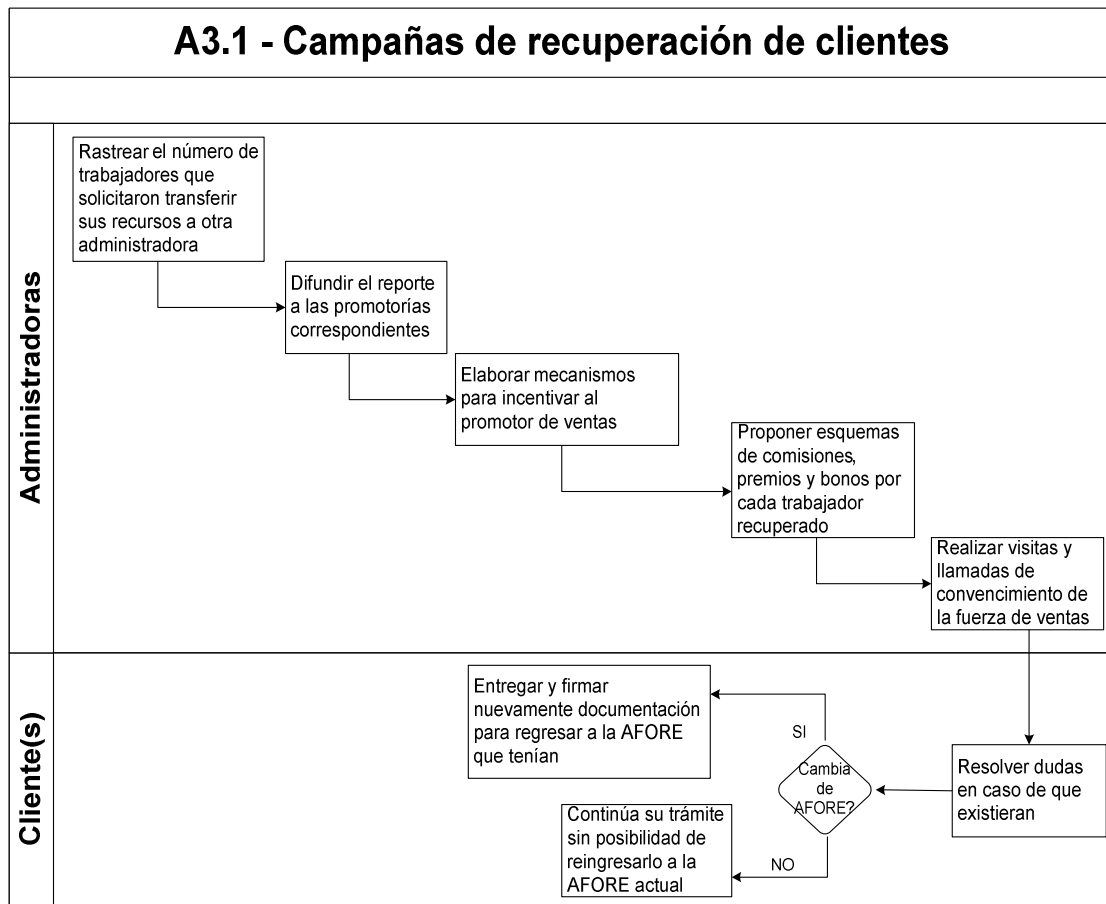 A3.1 - Campañas de recuperación de clientes
Administradoras
Rastrear el número de
trabajadores que
solicitaron transferir
sus recursos a otra
administradora
Difundir el reporte
a las promotorías
correspondientes
Elaborar mecanismos
para incentivar al
promotor de ventas
Proponer esquemas
de comisiones,
premios y bonos por
cada trabajador
recuperado
Realizar visitas y
llamadas de
convencimiento de
la fuerza de ventas
Cliente(s)
Resolver dudas
en caso de que
existieran
Cambia
de
AFORE?
SI
Entregar y firmar
nuevamente documentación
para regresar a la AFORE
que tenían
NO
Continúa su trámite
sin posibilidad de
reingresarlo a la
AFORE actual